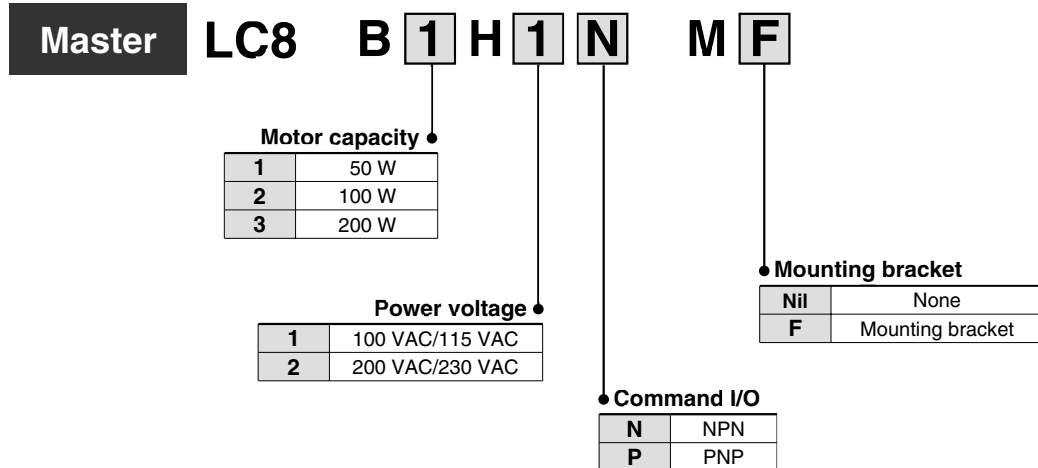 Master LC8 B 1 H 1 N M F
Motor capacity
1 50 W
2 100 W
3 200 W
Mounting bracket
Nil None
F Mounting bracket
Power voltage
1 100 VAC/115 VAC
2 200 VAC/230 VAC
Command I/O
N NPN
P PNP